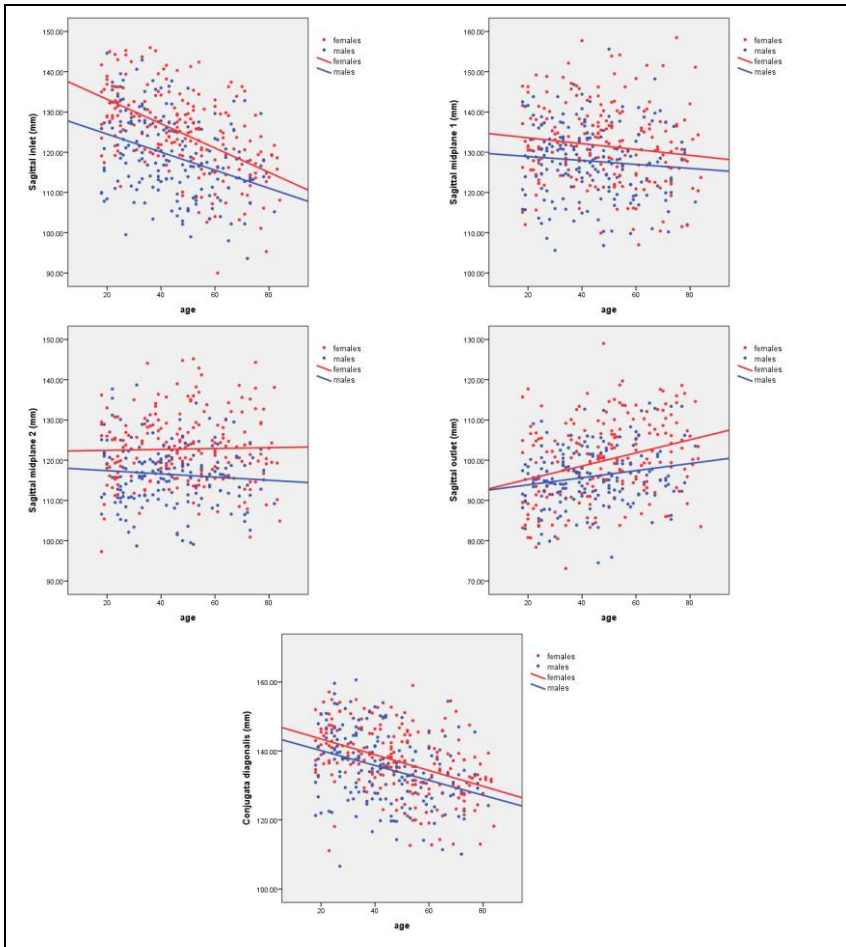 150.00
140.00
130.00
120.00
110.00
100.00
90.00
20 40 60 80
Sagittal inlet (mm)
age
females
males
females
males
160.00
150.00
140.00
130.00
120.00
110.00
100.00
20 40 60 80
Sagittal midplane 1 (mm)
age
females
males
females
males
150.00
140.00
130.00
120.00
110.00
100.00
90.00
20 40 60 80
Sagittal midplane 2 (mm)
age
females
males
females
males
130.00
120.00
110.00
100.00
90.00
80.00
70.00
20 40 60 80
Sagittal outlet (mm)
age
females
males
females
males
160.00
140.00
120.00
100.00
20 40 60 80
Conjugata diagonalis (mm)
age
females
males
females
males